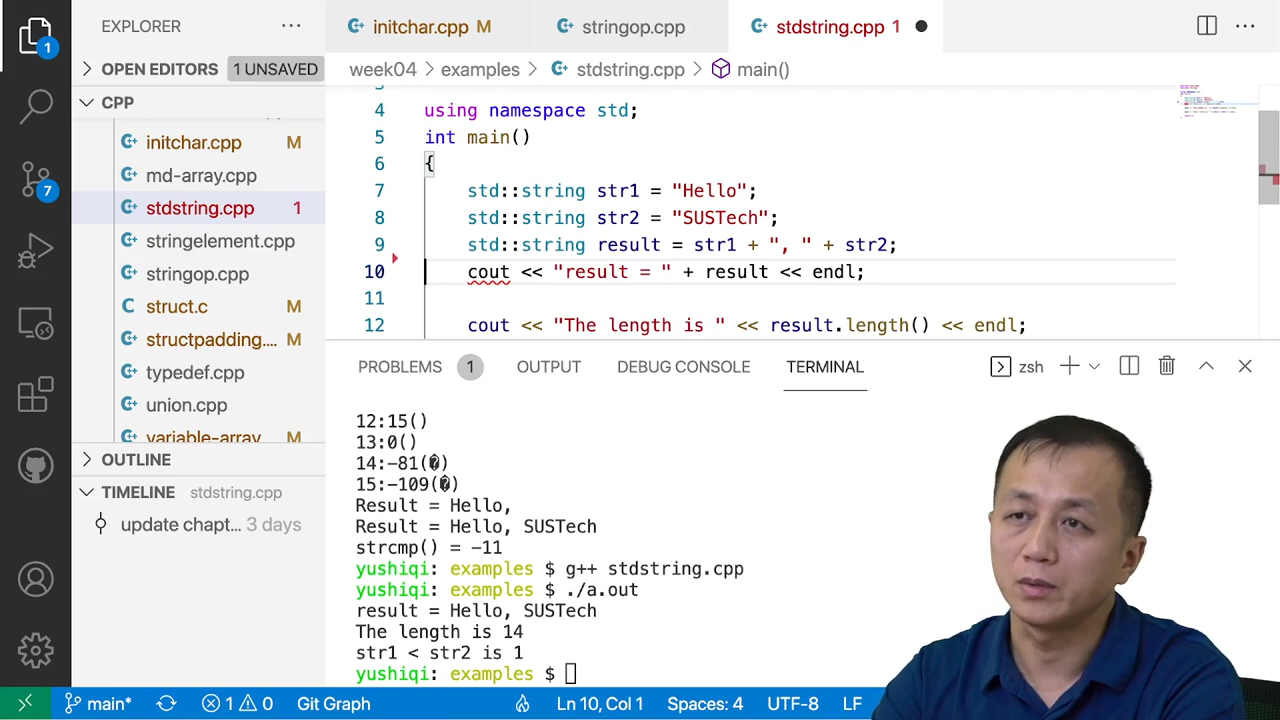 EXPLORER
initchar.cpp M
stringop.cpp
stdstring.cpp 1
1
OPEN EDITORS 1 UNSAVED
week04 > examples > stdstring.cpp > main()
CPP
4 using namespace std;
initchar.cpp M
5 int main()
md-array.cpp
6 {
7
stdstring.cpp 1
7 std::string str1 = "Hello";
8 std::string str2 = "SUSTech";
stringelement.cpp
9 std::string result = str1 + ", " + str2;
stringop.cpp
10 cout << "result = " + result << endl;
struct.c M
11
structpadding.... M
12 cout << "The length is " << result.length() << endl;
typedef.cpp
PROBLEMS 1 OUTPUT DEBUG CONSOLE TERMINAL zsh
union.cpp
variable-array M
OUTLINE
TIMELINE stdstring.cpp
update chapt... 3 days
12:15()
13:0()
14:-81(�)
15:-109(�)
Result = Hello,
Result = Hello, SUSTech
strcmp() = -11
yushiqi: examples $ g++ stdstring.cpp
yushiqi: examples $ ./a.out
result = Hello, SUSTech
The length is 14
str1 < str2 is 1
yushiqi: examples $
main* 1 0 Git Graph Ln 10, Col 1 Spaces: 4 UTF-8 LF